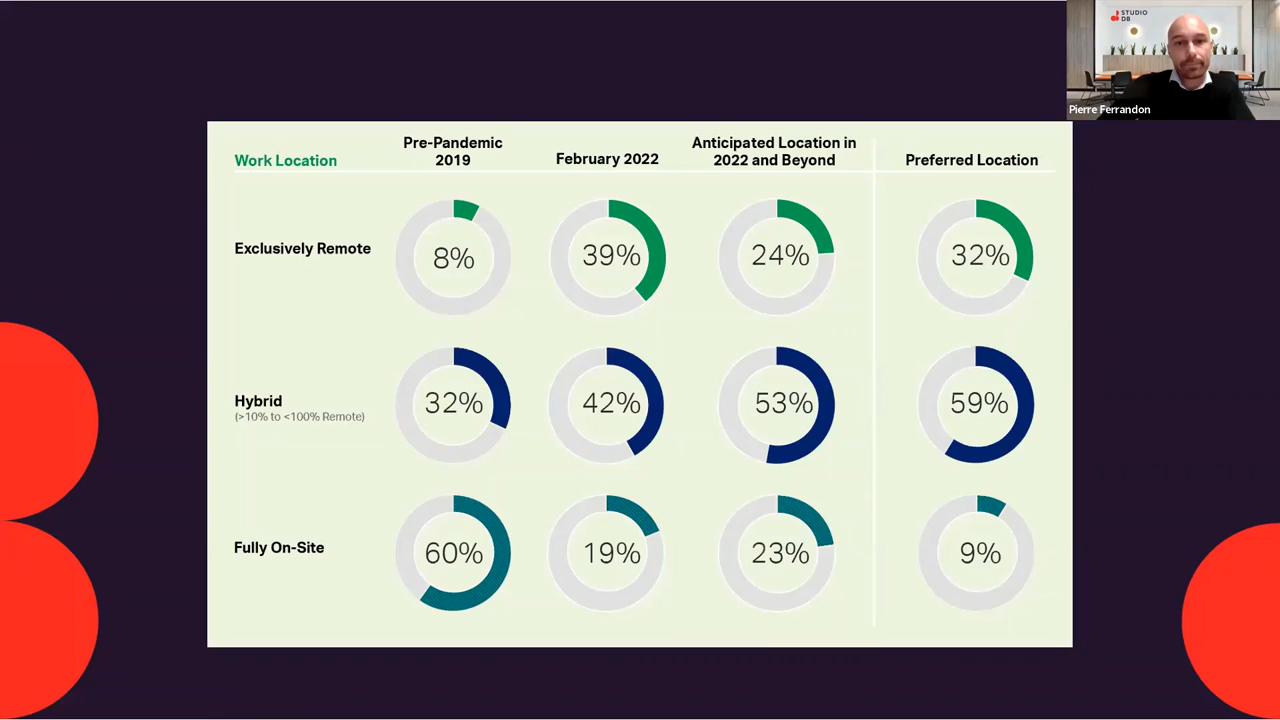 STUDIO
DB
Pierre Ferrandon
Work Location
Pre-Pandemic
2019
February 2022
Anticipated Location in
2022 and Beyond
Preferred Location
Exclusively Remote
8%
39%
24%
32%
Hybrid
(>10% to <100% Remote)
32%
42%
53%
59%
Fully On-Site
60%
19%
23%
9%